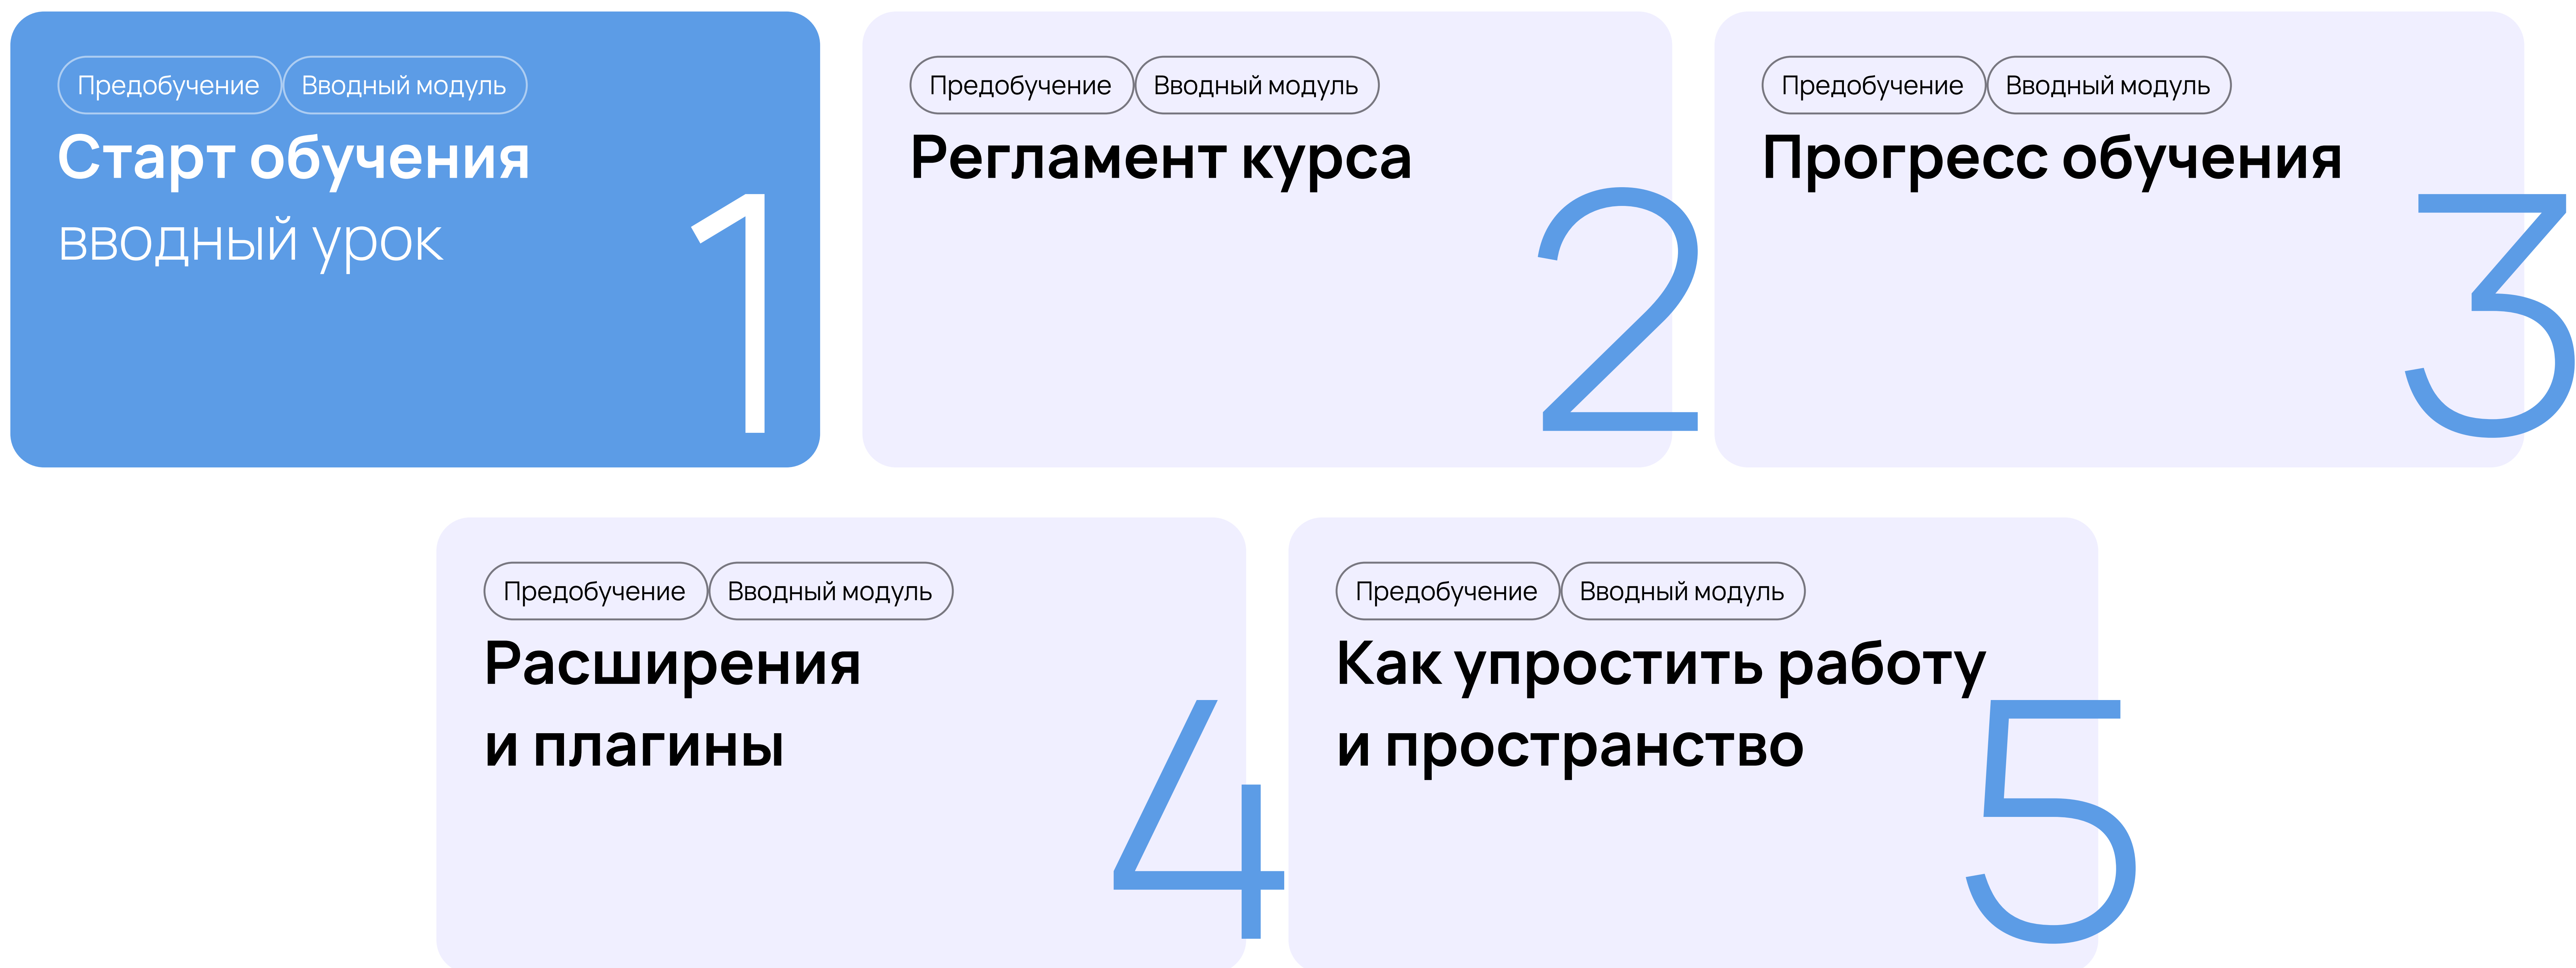 Предобучение Вводный модуль
Старт обучения
вводный урок
1
Предобучение Вводный модуль
Регламент курса
2
Предобучение Вводный модуль
Прогресс обучения
3
Предобучение Вводный модуль
Расширения
и плагины
4
Предобучение Вводный модуль
Как упростить работу
и пространство
5